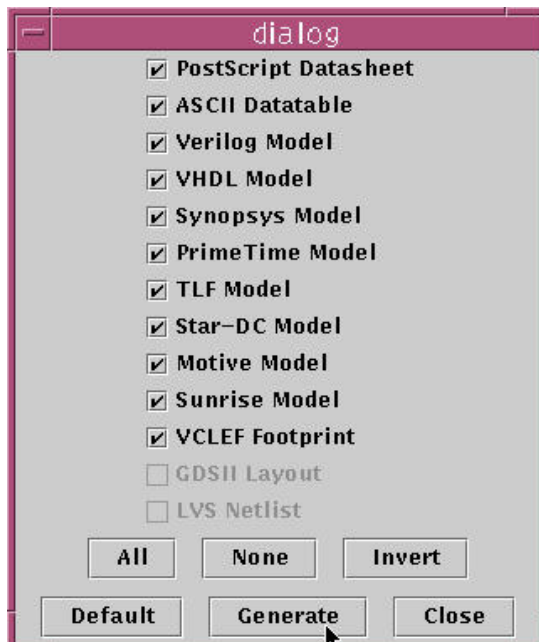 dialog
PostScript Datasheet
ASCII Datatable
Verilog Model
VHDL Model
Synopsys Model
PrimeTime Model
TLF Model
Star-DC Model
Motive Model
Sunrise Model
VCLEF Footprint
GDSII Layout
LVS Netlist
All None Invert
Default Generate Close